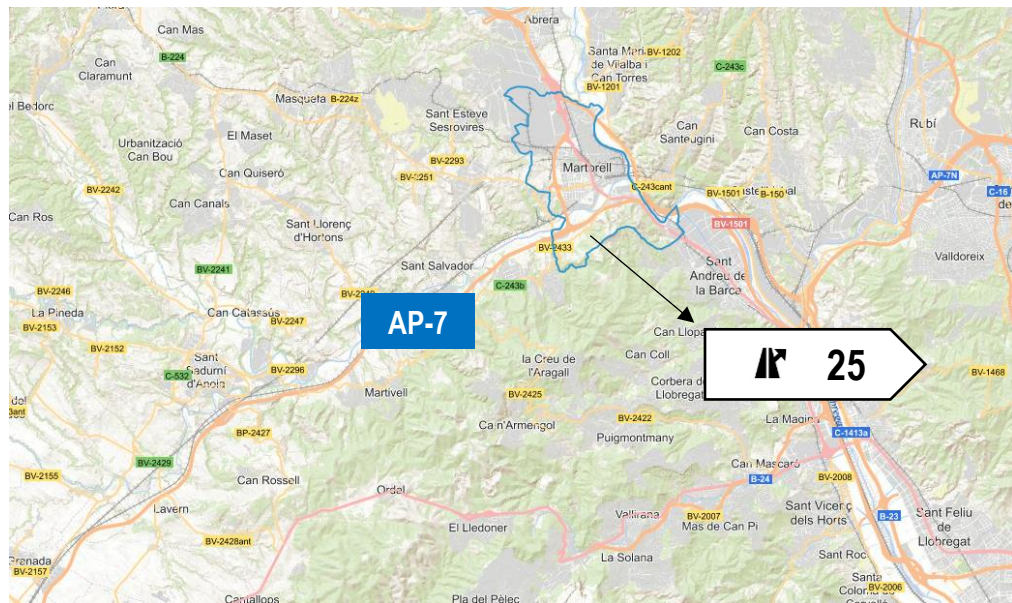 Abrera
Can Mas
B-224
Santa Mari
de Vilalba i
Can Torres
BV-1202
C-243c
Can
Claramunt
Masquefa
B-224z
BV-1201
el Bedorc
Sant Esteve
Sesrovires
Can
Santeugini
Can Costa
Rubí
El Maset
Urbanització
Can Bou
BV-2293
Martorell
Can Quiseró
BV-2251
AP-7N
BV-2242
C-243cant
BV-1501
B-150
C-16
Can Ros
Can Canals
Sant Llorenç
d'Hortons
BV-1501
BV-2433
Valldoreix
Sant Salvador
Sant
Andreu de
la Barca
BV-2241
C-243b
BV-2246
La Pineda
Can Catassús
BV-2247
BV-2153
AP-7
Can Llopa
BV-2152
Sant
Sadurní
d'Anoia
la Creu de
l'Aragall
Can Coll
25
C-532
BV-2296
BV-1468
Corbera de
Llobregat
Martivell
BV-2425
BV-2422
La Magina
Ca n'Armengol
Puigmontmany
C-1413a
BP-2427
BV-2429
Can Mascaró
BV-2155
Can Rossell
B-24
BV-2008
Ordal
Lavern
Sant Vicenç
dels Horts
Vallirana
BV-2007
B-23
Sant Feliu
de
Llobregat
El Lledoner
Mas de Can Pi
BV-2428ant
La Solana
Sant Roc
Granada
BV-2157
Santa
BV-2006
Cantallops
Pla del Pèlec